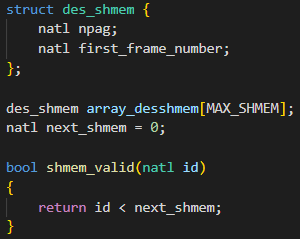 struct des_shmem {
    natl npag;
    natl first_frame_number;
};

des_shmem array_desshmem[MAX_SHMEM];
natl next_shmem = 0;

bool shmem_valid(natl id)
{
    return id < next_shmem;
}